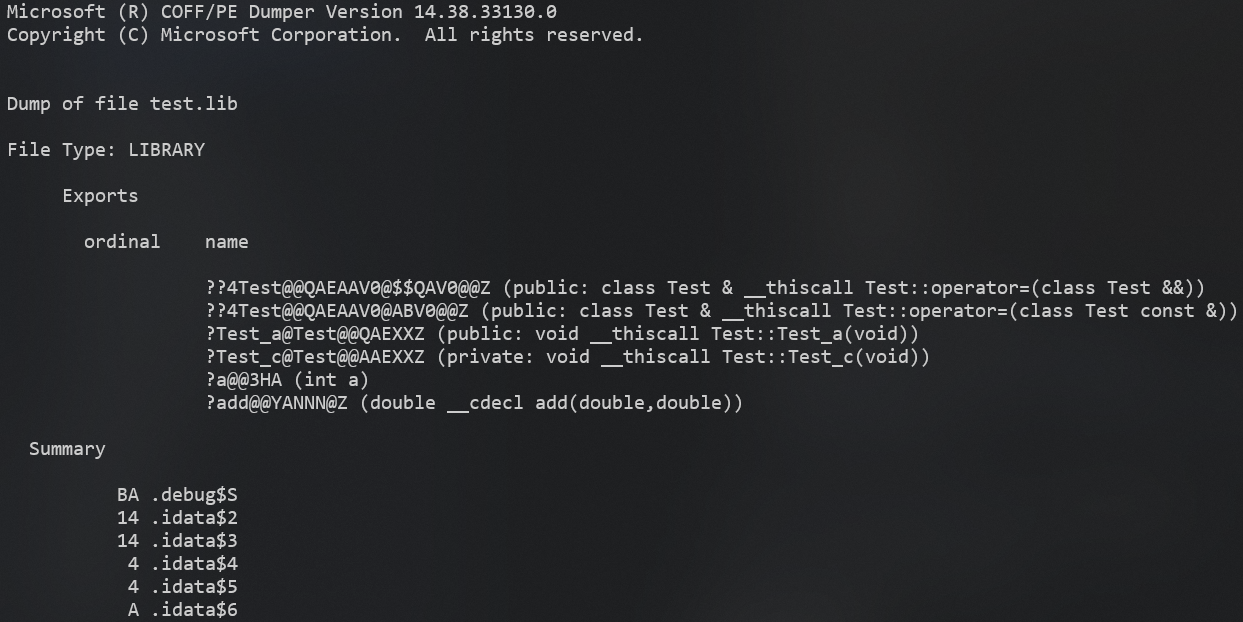 Microsoft (R) COFF/PE Dumper Version 14.38.33130.0
Copyright (C) Microsoft Corporation.  All rights reserved.
Dump of file test.lib
File Type: LIBRARY
Exports
ordinal    name
??4Test@@QAEAAV0@$$QAV0@@Z (public: class Test & __thiscall Test::operator=(class Test &&))
??4Test@@QAEAAV0@ABV0@@Z (public: class Test & __thiscall Test::operator=(class Test const &))
?Test_a@Test@@QAEXXZ (public: void __thiscall Test::Test_a(void))
?Test_c@Test@@AAEXXZ (private: void __thiscall Test::Test_c(void))
?a@@3HA (int a)
?add@@YANNN@Z (double __cdecl add(double,double))
Summary
BA .debug$S
14 .idata$2
14 .idata$3
4 .idata$4
4 .idata$5
A .idata$6